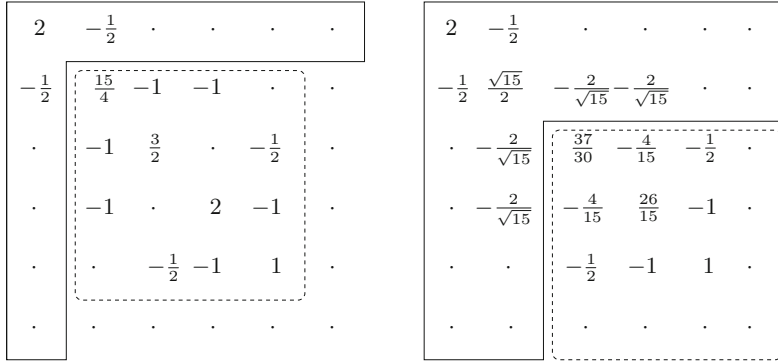 2 −1/2 · · · ·
−1/2 15/4 −1 −1 · ·
· −1 3/2 · −1/2 ·
· −1 · 2 −1 ·
· · −1/2 −1 1 ·
· · · · · ·
2 −1/2 · · · ·
−1/2 √15/2 −2/√15 −2/√15 · ·
· −2/√15 37/30 −4/15 −1/2 ·
· −2/√15 −4/15 26/15 −1 ·
· · −1/2 −1 1 ·
· · · · · ·